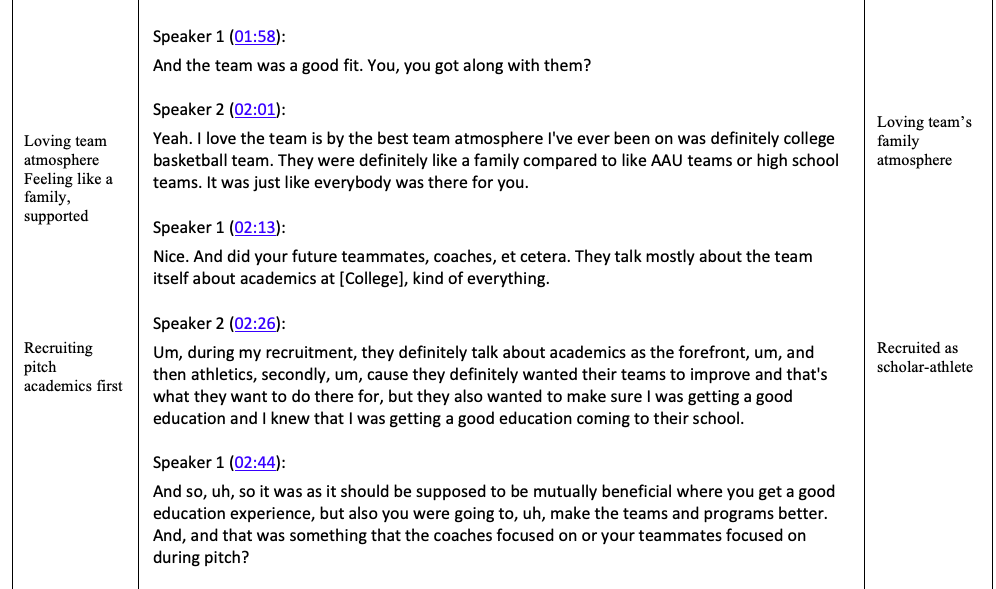 Speaker 1 (01:58):
And the team was a good fit. You, you got along with them?
Speaker 2 (02:01):
Loving team
atmosphere
Feeling like a
family,
supported
Yeah. I love the team is by the best team atmosphere I've ever been on was definitely college
basketball team. They were definitely like a family compared to like AAU teams or high school
teams. It was just like everybody was there for you.
Loving team's
family
atmosphere
Speaker 1 (02:13):
Nice. And did your future teammates, coaches, et cetera. They talk mostly about the team
itself about academics at [College], kind of everything.
Speaker 2 (02:26):
Recruiting
pitch
academics first
Um, during my recruitment, they definitely talk about academics as the forefront, um, and
then athletics, secondly, um, cause they definitely wanted their teams to improve and that's
what they want to do there for, but they also wanted to make sure I was getting a good
education and I knew that I was getting a good education coming to their school.
Recruited as
scholar-athlete
Speaker 1 (02:44):
And so, uh, so it was as it should be supposed to be mutually beneficial where you get a good
education experience, but also you were going to, uh, make the teams and programs better.
And, and that was something that the coaches focused on or your teammates focused on
during pitch?